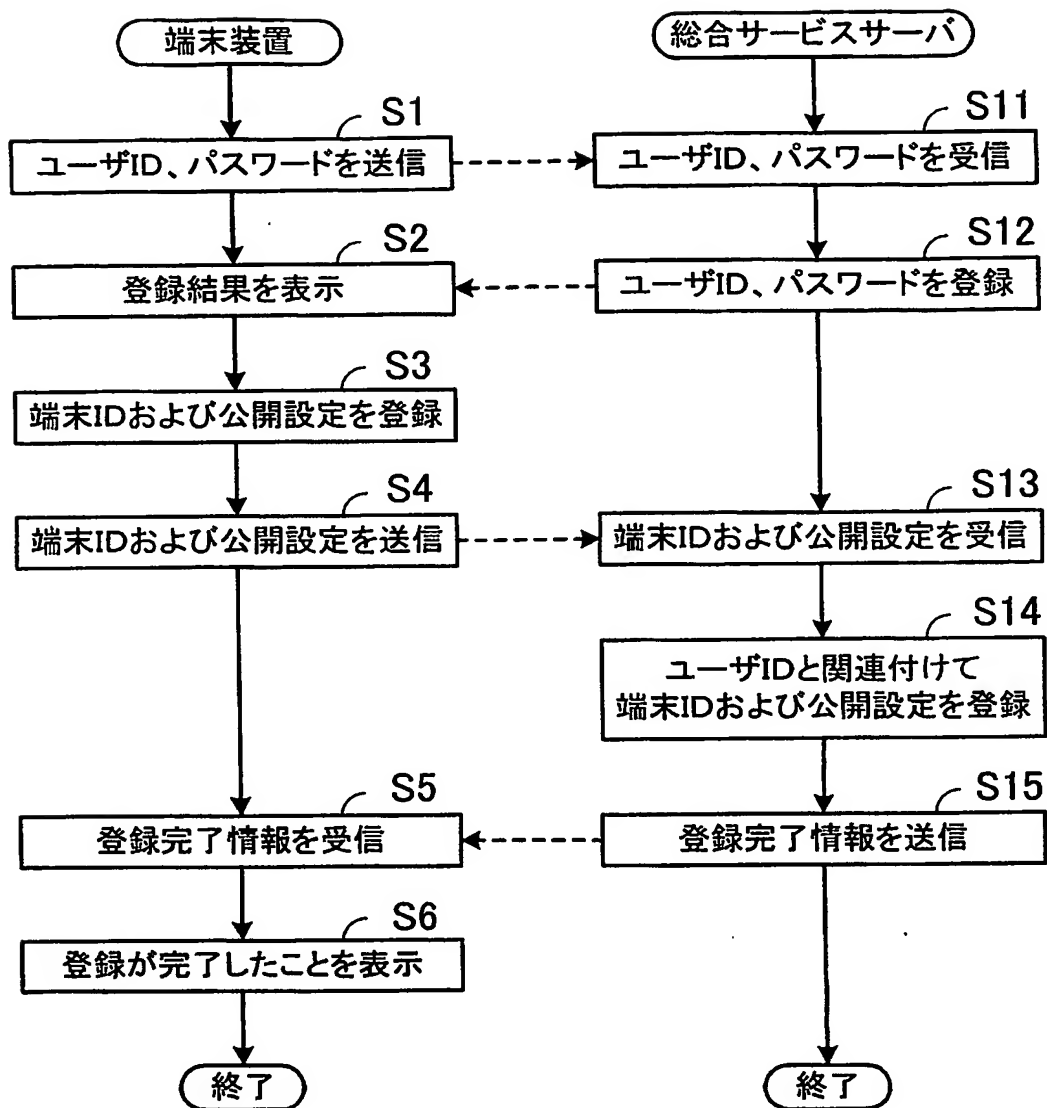 端末装置
総合サービスサーバ
S1
S11
ユーザID、パスワードを送信
ユーザID、パスワードを受信
S2
S12
登録結果を表示
ユーザID、パスワードを登録
S3
端末IDおよび公開設定を登録
S4
S13
端末IDおよび公開設定を送信
端末IDおよび公開設定を受信
S14
ユーザIDと関連付けて
端末IDおよび公開設定を登録
S5
S15
登録完了情報を受信
登録完了情報を送信
S6
登録が完了したことを表示
終了
終了